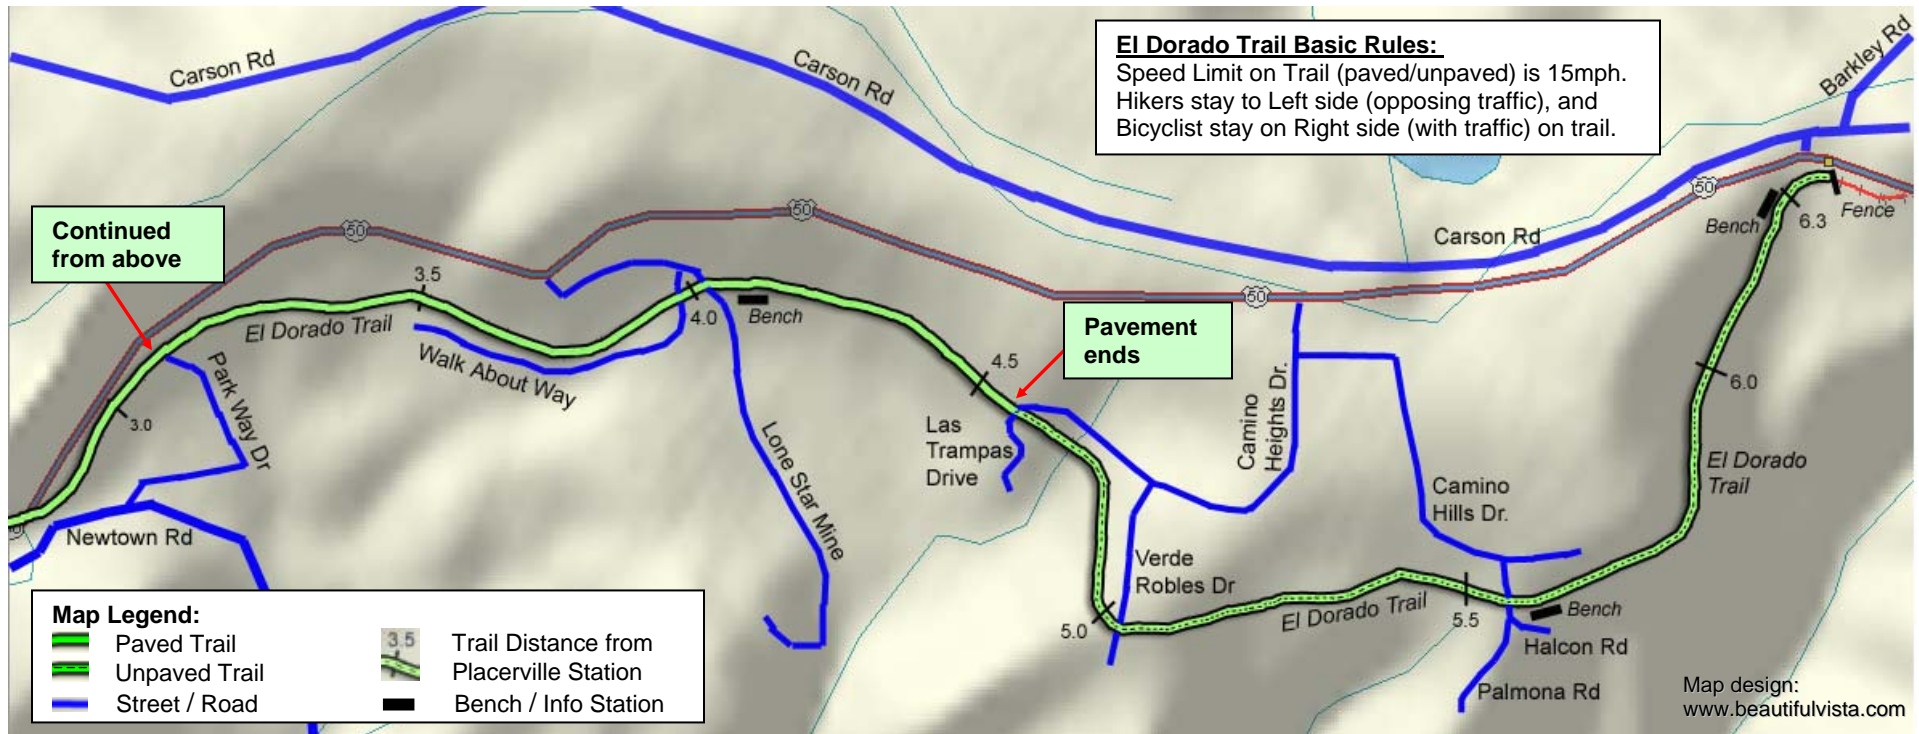 Carson Rd
Carson Rd
El Dorado Trail Basic Rules:
Speed Limit on Trail (paved/unpaved) is 15mph.
Hikers stay to Left side (opposing traffic), and
Bicyclist stay on Right side (with traffic) on trail.
Barkley Rd
50
50
50
50
Continued
from above
Bench
6.3
Fence
Carson Rd
3.5
El Dorado Trail
4.0
Bench
Pavement
ends
Park Way Dr
Walk About Way
4.5
6.0
3.0
Las
Trampas
Drive
Camino
Heights Dr.
Lone Star Mine
El Dorado
Trail
Camino
Hills Dr.
Newtown Rd
Verde
Robles Dr
El Dorado Trail
5.0
5.5
Bench
Halcon Rd
Palmona Rd
Map Legend:
Paved Trail
Unpaved Trail
Street / Road
3.5
Trail Distance from
Placerville Station
Bench / Info Station
Map design:
www.beautifulvista.com